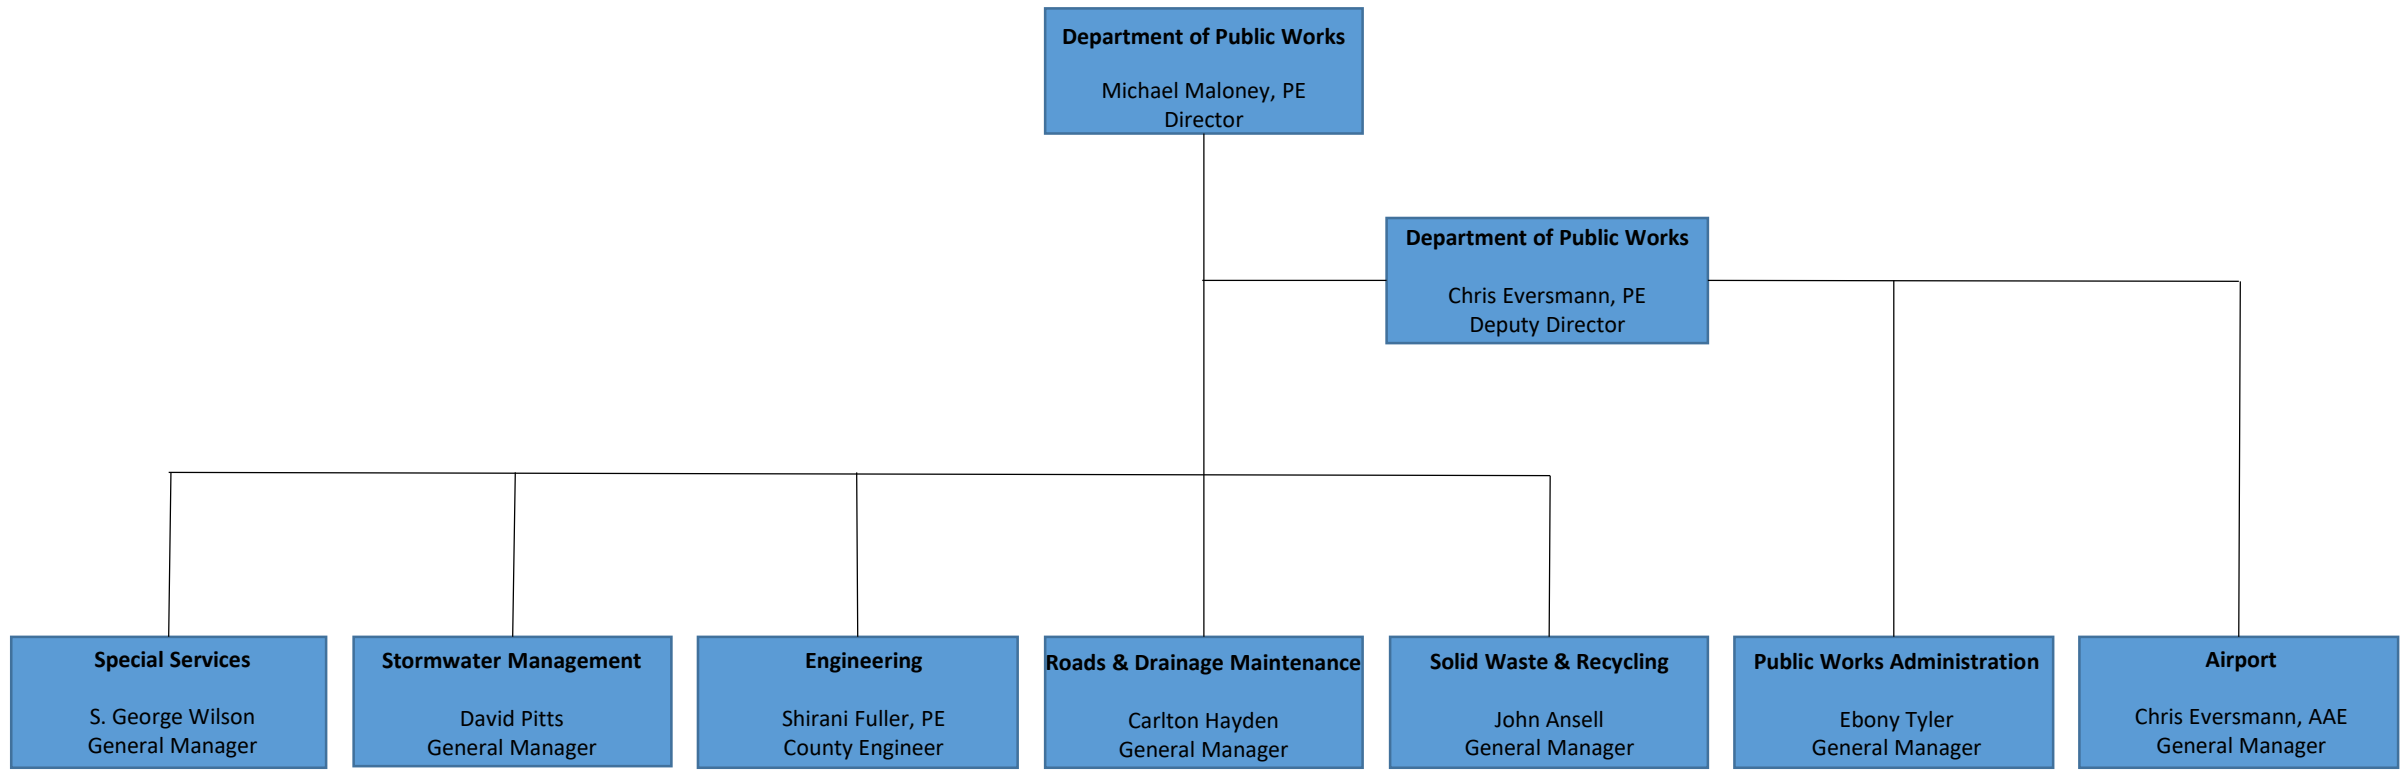 Department of Public Works
Michael Maloney, PE
Director
Department of Public Works
Chris Eversmann, PE
Deputy Director
Special Services
S. George Wilson
General Manager
Stormwater Management
David Pitts
General Manager
Engineering
Shirani Fuller, PE
County Engineer
Roads & Drainage Maintenance
Carlton Hayden
General Manager
Solid Waste & Recycling
John Ansell
General Manager
Public Works Administration
Ebony Tyler
General Manager
Airport
Chris Eversmann, AAE
General Manager